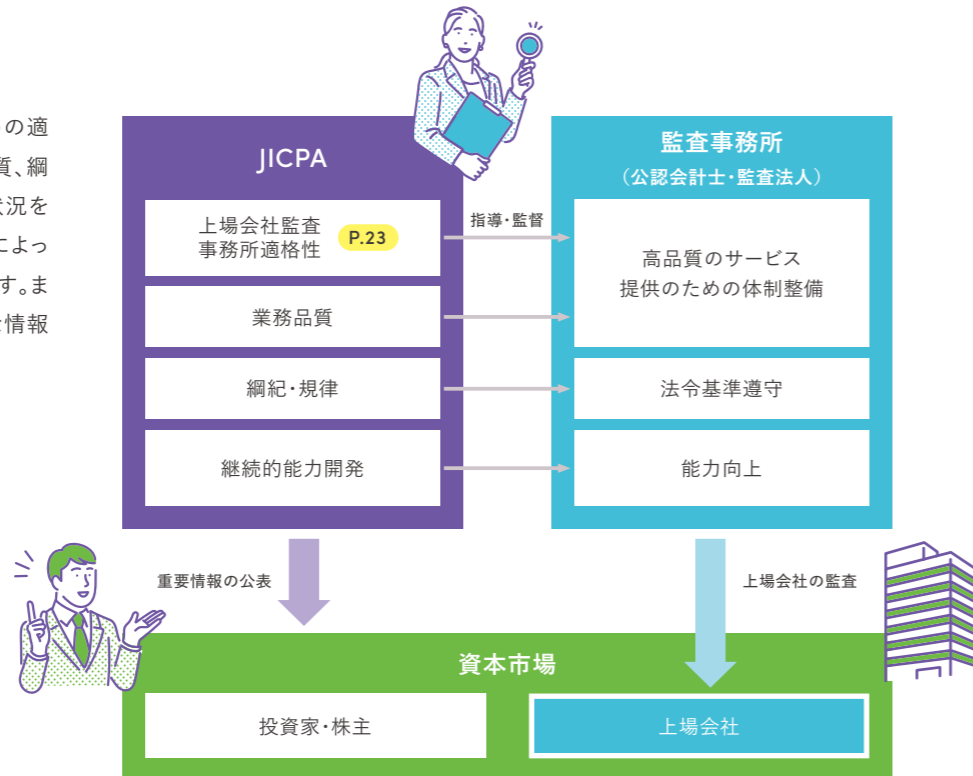 の適
質、綱
状況を
によっ
す。ま
情報
JICPA
上場会社監査
事務所適格性
P.23
業務品質
綱紀・規律
継続的能力開発
指導・監督
監査事務所
（公認会計士・監査法人）
高品質のサービス
提供のための体制整備
法令基準遵守
能力向上
重要情報の公表
上場会社の監査
資本市場
投資家・株主
上場会社